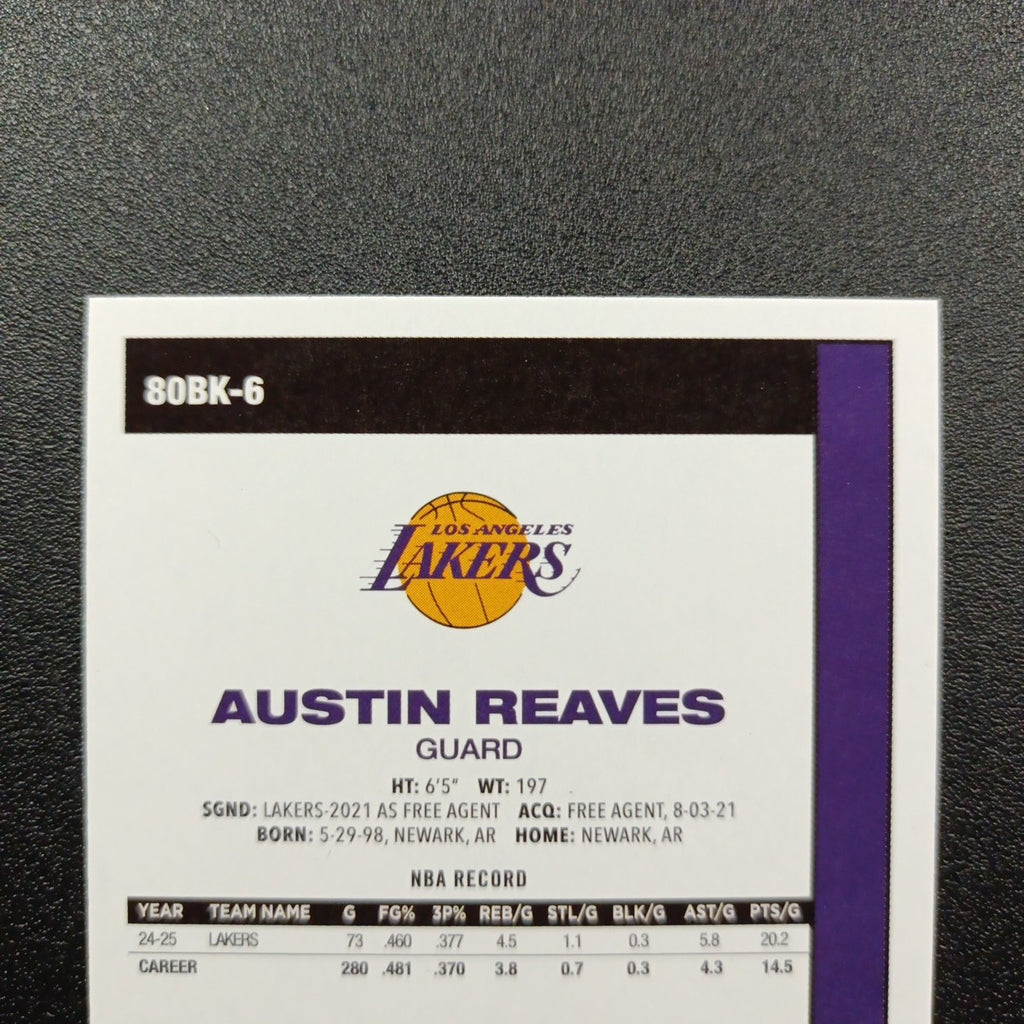 80BK-6
LOS ANGELES
LAKERS
AUSTIN REAVES
GUARD
HT: 6'5" WT: 197
SGND: LAKERS-2021 AS FREE AGENT ACQ: FREE AGENT, 8-03-21
BORN: 5-29-98, NEWARK, AR HOME: NEWARK, AR
NBA RECORD
YEAR TEAM NAME G FG% 3P% REB/G STL/G BLK/G AST/G PTS/G
24-25 LAKERS 73 .460 .377 4.5 1.1 0.3 5.8 20.2
CAREER 280 .481 .370 3.8 0.7 0.3 4.3 14.5